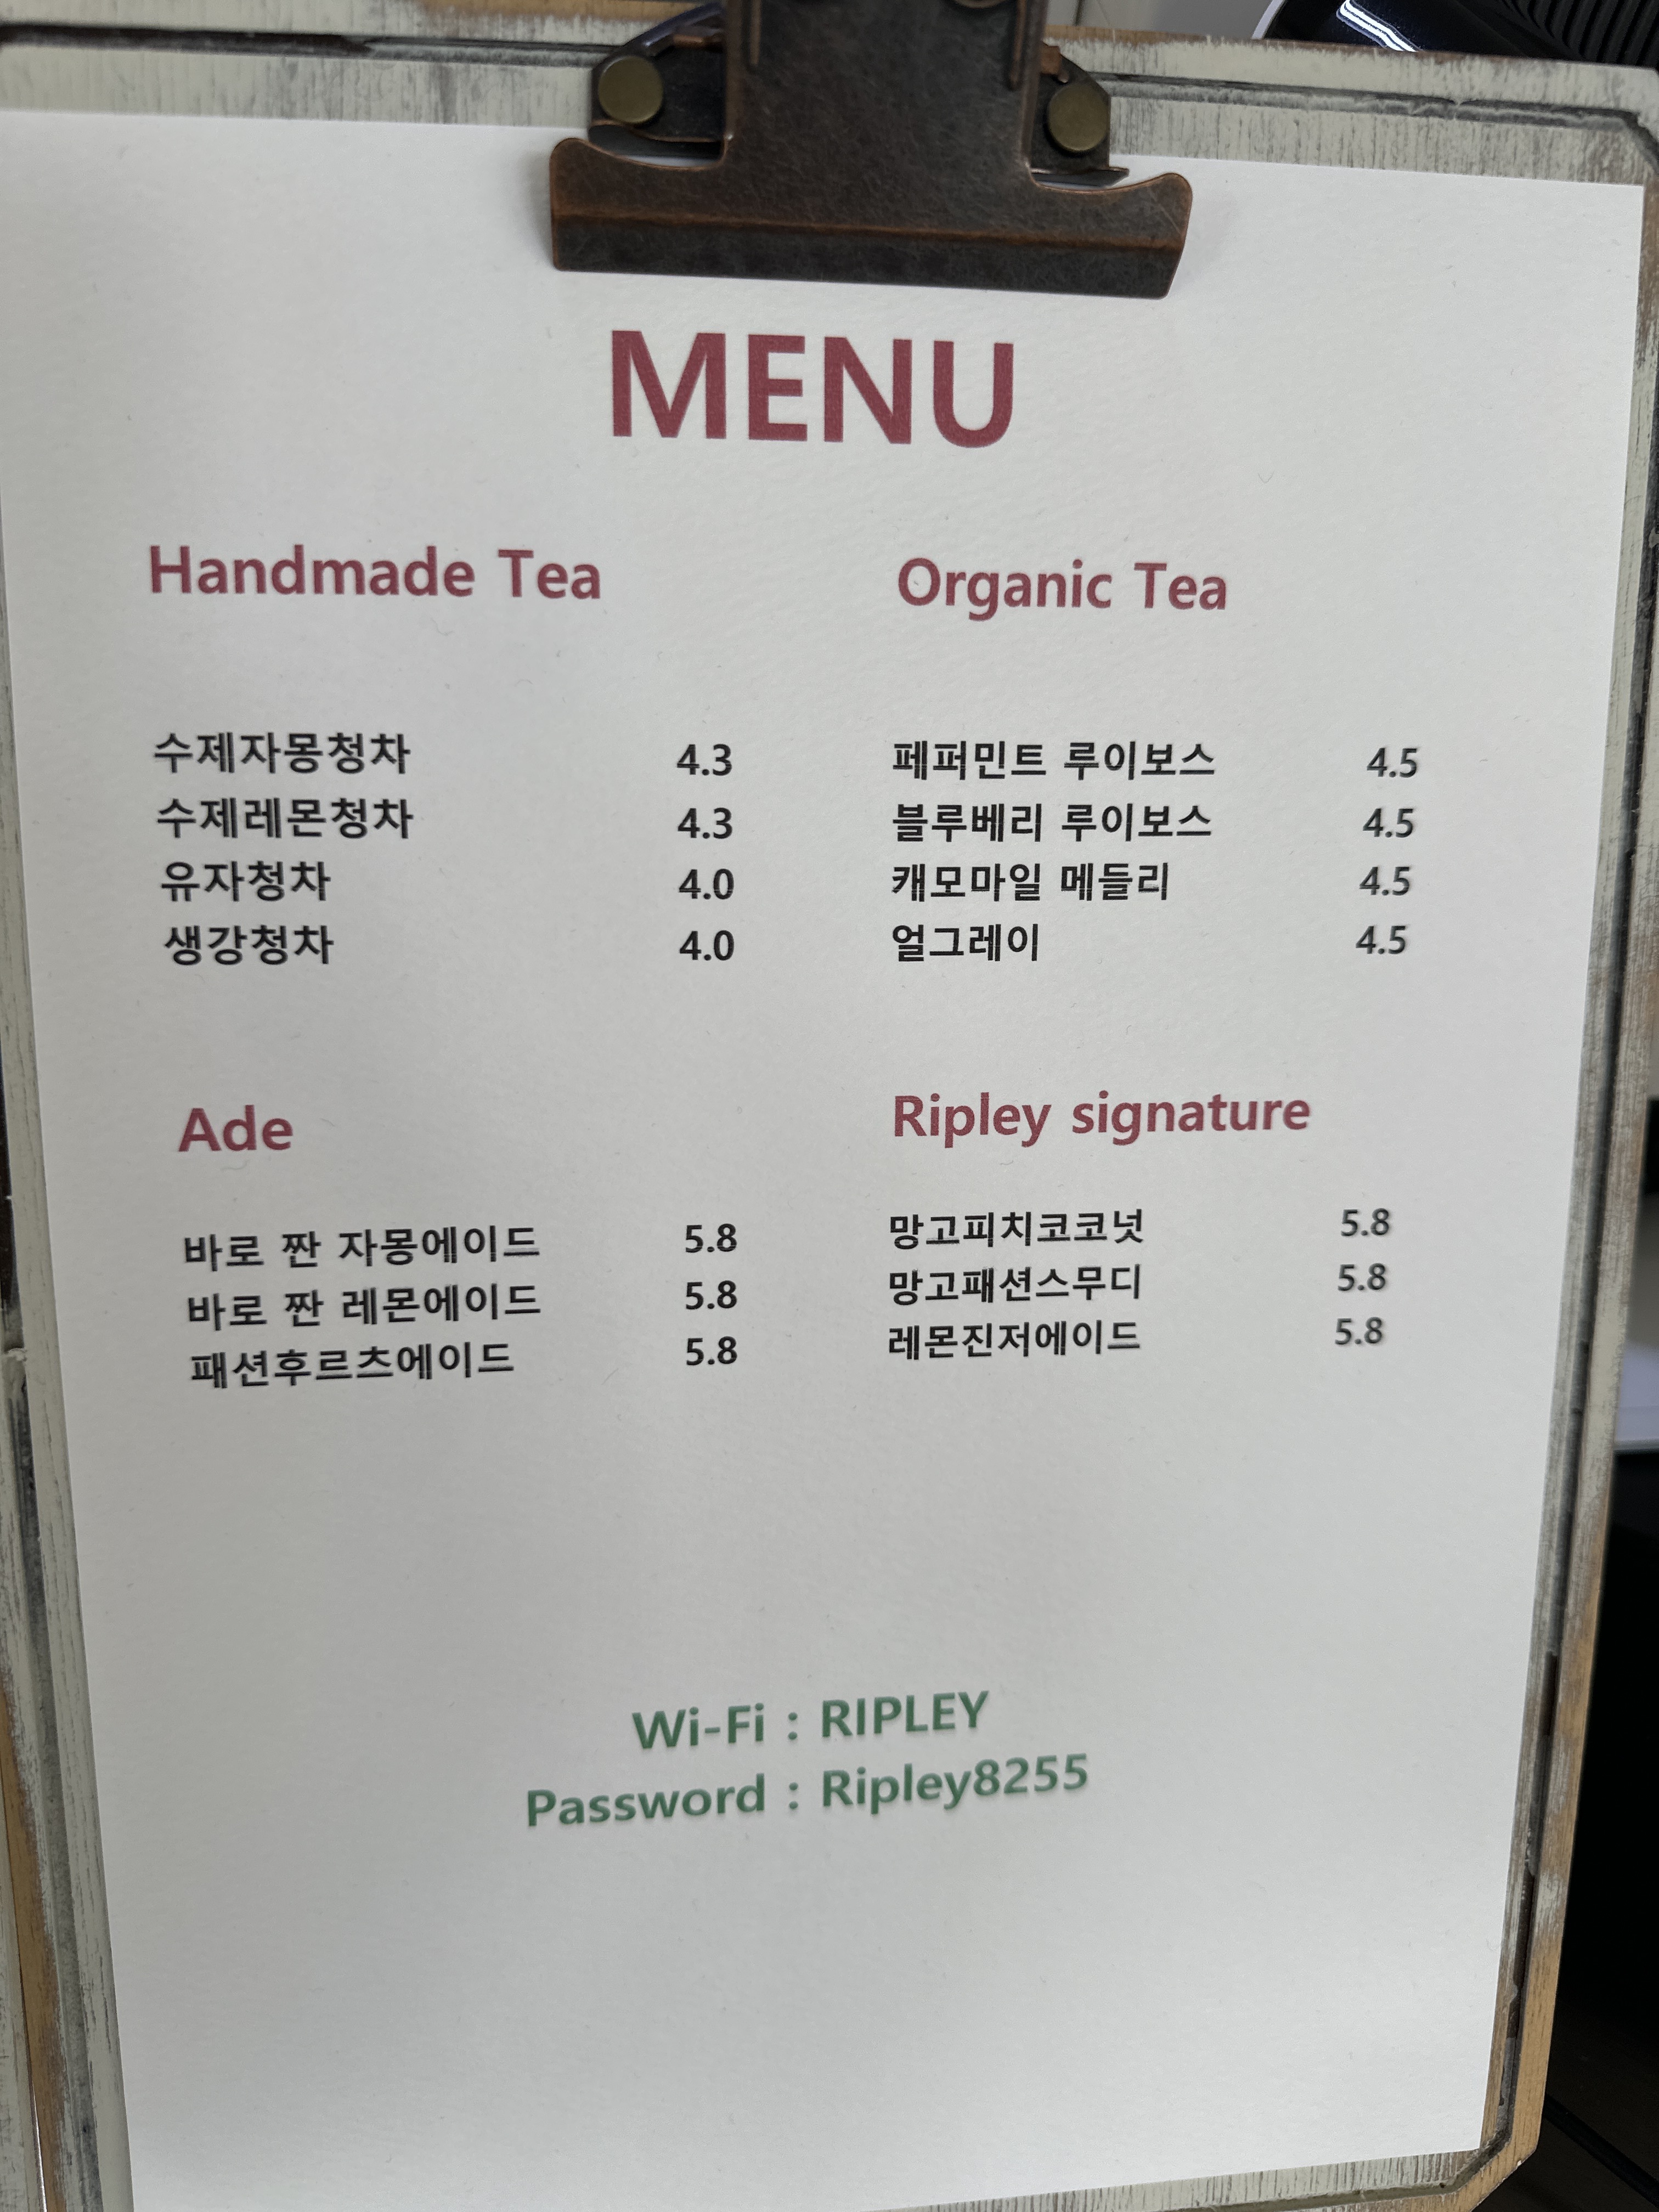 MENU
Handmade Tea
수제자몽청차 4.3
수제레몬청차 4.3
유자청차 4.0
생강청차 4.0
Organic Tea
페퍼민트 루이보스 4.5
블루베리 루이보스 4.5
캐모마일 메들리 4.5
얼그레이 4.5
Ade
바로 짠 자몽에이드 5.8
바로 짠 레몬에이드 5.8
패션후르츠에이드 5.8
Ripley signature
망고피치코코넛 5.8
망고패션스무디 5.8
레몬진저에이드 5.8
Wi-Fi : RIPLEY
Password : Ripley8255